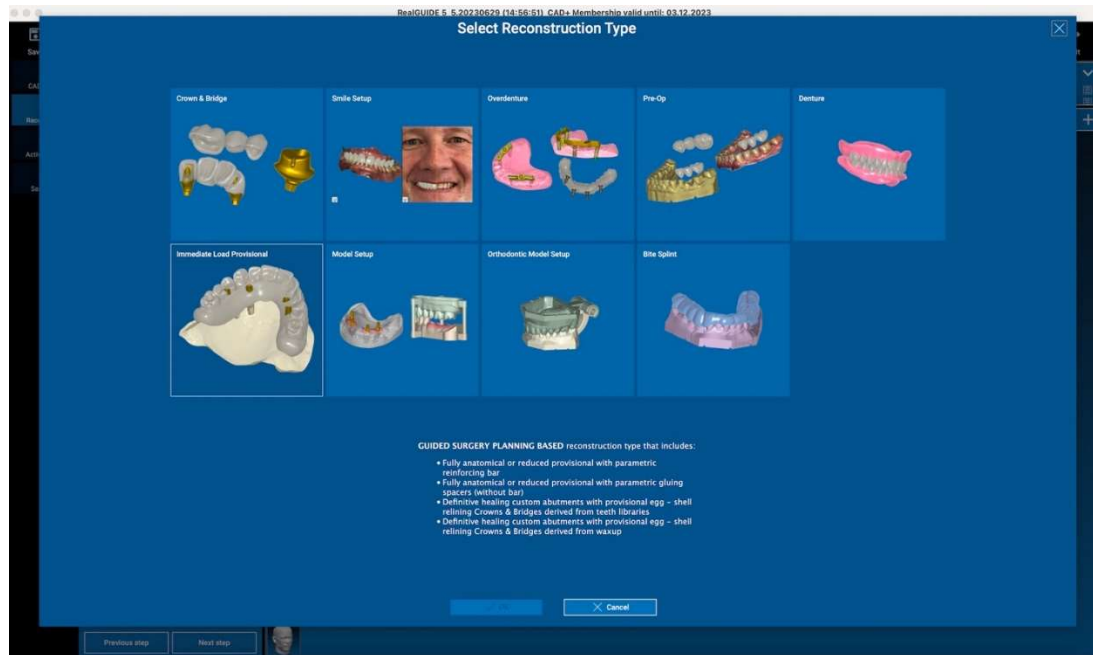 RealGUIDE 5 5.20230629 (14:56:51) CAD+ Membership valid until: 03.12.2023
Select Reconstruction Type
Crown & Bridge
Smile Setup
Overdenture
Pre-Op
Denture
Immediate Load Provisional
Model Setup
Orthodontic Model Setup
Bite Splint
GUIDED SURGERY PLANNING BASED reconstruction type that includes:
• Fully anatomical or reduced provisional with parametric
reinforcing bar
• Fully anatomical or reduced provisional with parametric gluing
spacers (without bar)
• Definitive healing custom abutments with provisional egg – shell
relining Crowns & Bridges derived from teeth libraries
• Definitive healing custom abutments with provisional egg – shell
relining Crowns & Bridges derived from waxup
Cancel
Previous step
Next step